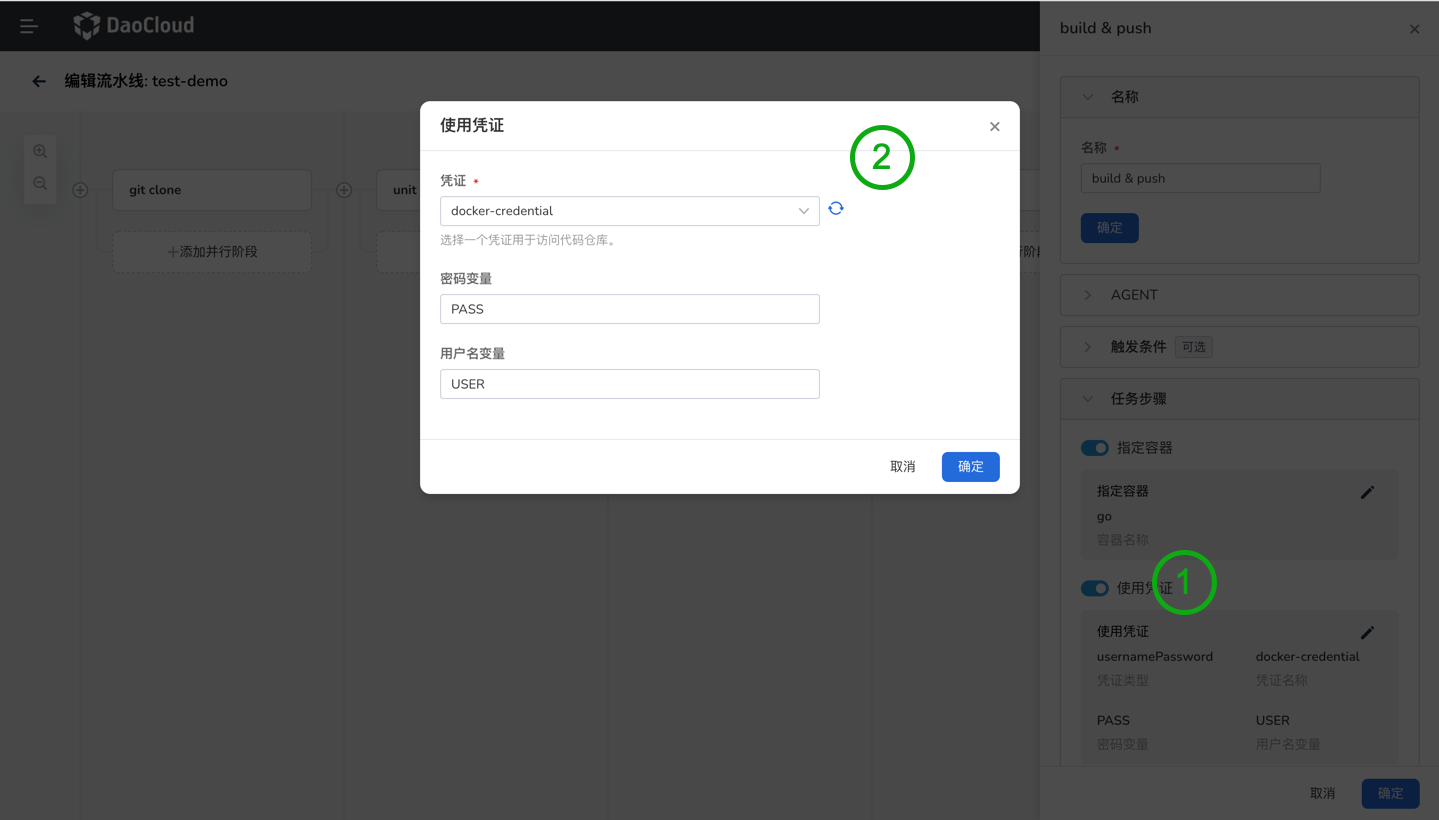 DaoCloud
编辑流水线: test-demo
git clone
unit
添加并行阶段
使用凭证
2
凭证 *
docker-credential
选择一个凭证用于访问代码仓库。
密码变量
PASS
用户名变量
USER
取消
确定
build & push
名称
名称 *
build & push
确定
AGENT
触发条件 可选
任务步骤
指定容器
指定容器
go
容器名称
使用凭证
1
使用凭证
usernamePassword docker-credential
凭证类型 凭证名称
PASS USER
密码变量 用户名变量
取消 确定